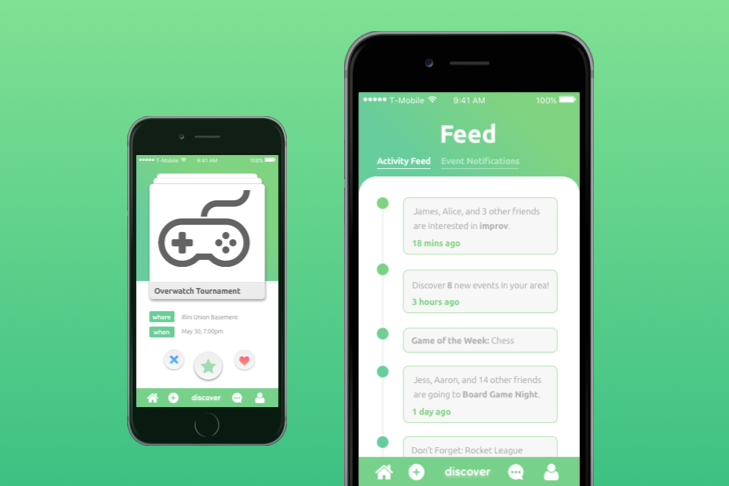 T-Mobile 9:41 AM 100%
Overwatch Tournament
where Illini Union Basement
when May 30, 7:00pm
discover
T-Mobile 9:41 AM 100%
Feed
Activity Feed Event Notifications
James, Alice, and 3 other friends
are interested in improv.
18 mins ago
Discover 8 new events in your area!
3 hours ago
Game of the Week: Chess
Jess, Aaron, and 14 other friends
are going to Board Game Night.
1 day ago
Don't Forget: Rocket League
discover